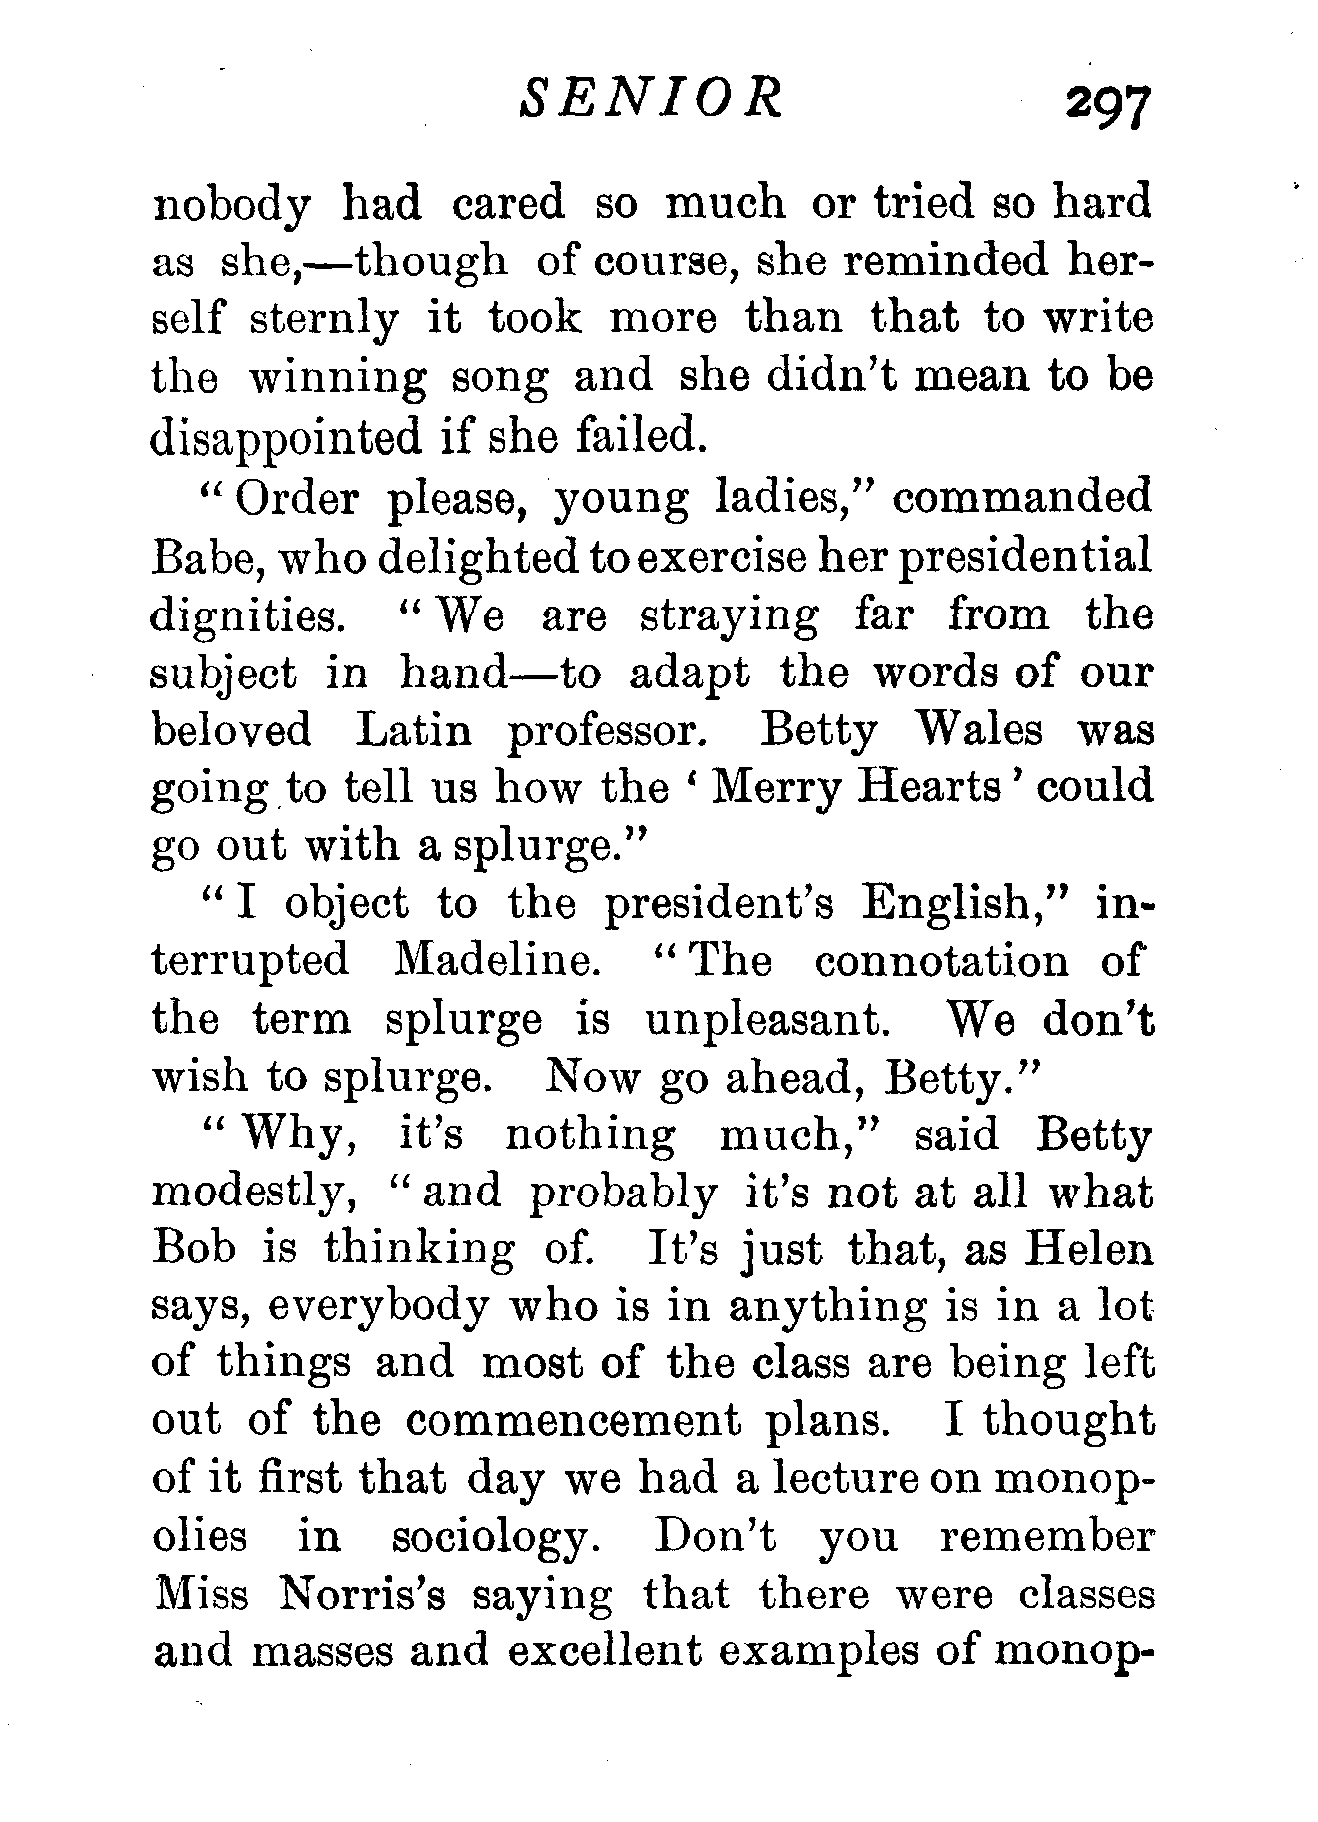 SENIOR 297
nobody had cared so much or tried so hard
as she,—though of course, she reminded her-
self sternly it took more than that to write
the winning song and she didn't mean to be
disappointed if she failed.
" Order please, young ladies," commanded
Babe, who delighted to exercise her presidential
dignities. " We are straying far from the
subject in hand—to adapt the words of our
beloved Latin professor. Betty Wales was
going to tell us how the ' Merry Hearts ' could
go out with a splurge."
" I object to the president's English," in-
terrupted Madeline. " The connotation of
the term splurge is unpleasant. We don't
wish to splurge. Now go ahead, Betty."
" Why, it's nothing much," said Betty
modestly, " and probably it's not at all what
Bob is thinking of. It's just that, as Helen
says, everybody who is in anything is in a lot
of things and most of the class are being left
out of the commencement plans. I thought
of it first that day we had a lecture on monop-
olies in sociology. Don't you remember
Miss Norris's saying that there were classes
and masses and excellent examples of monop-